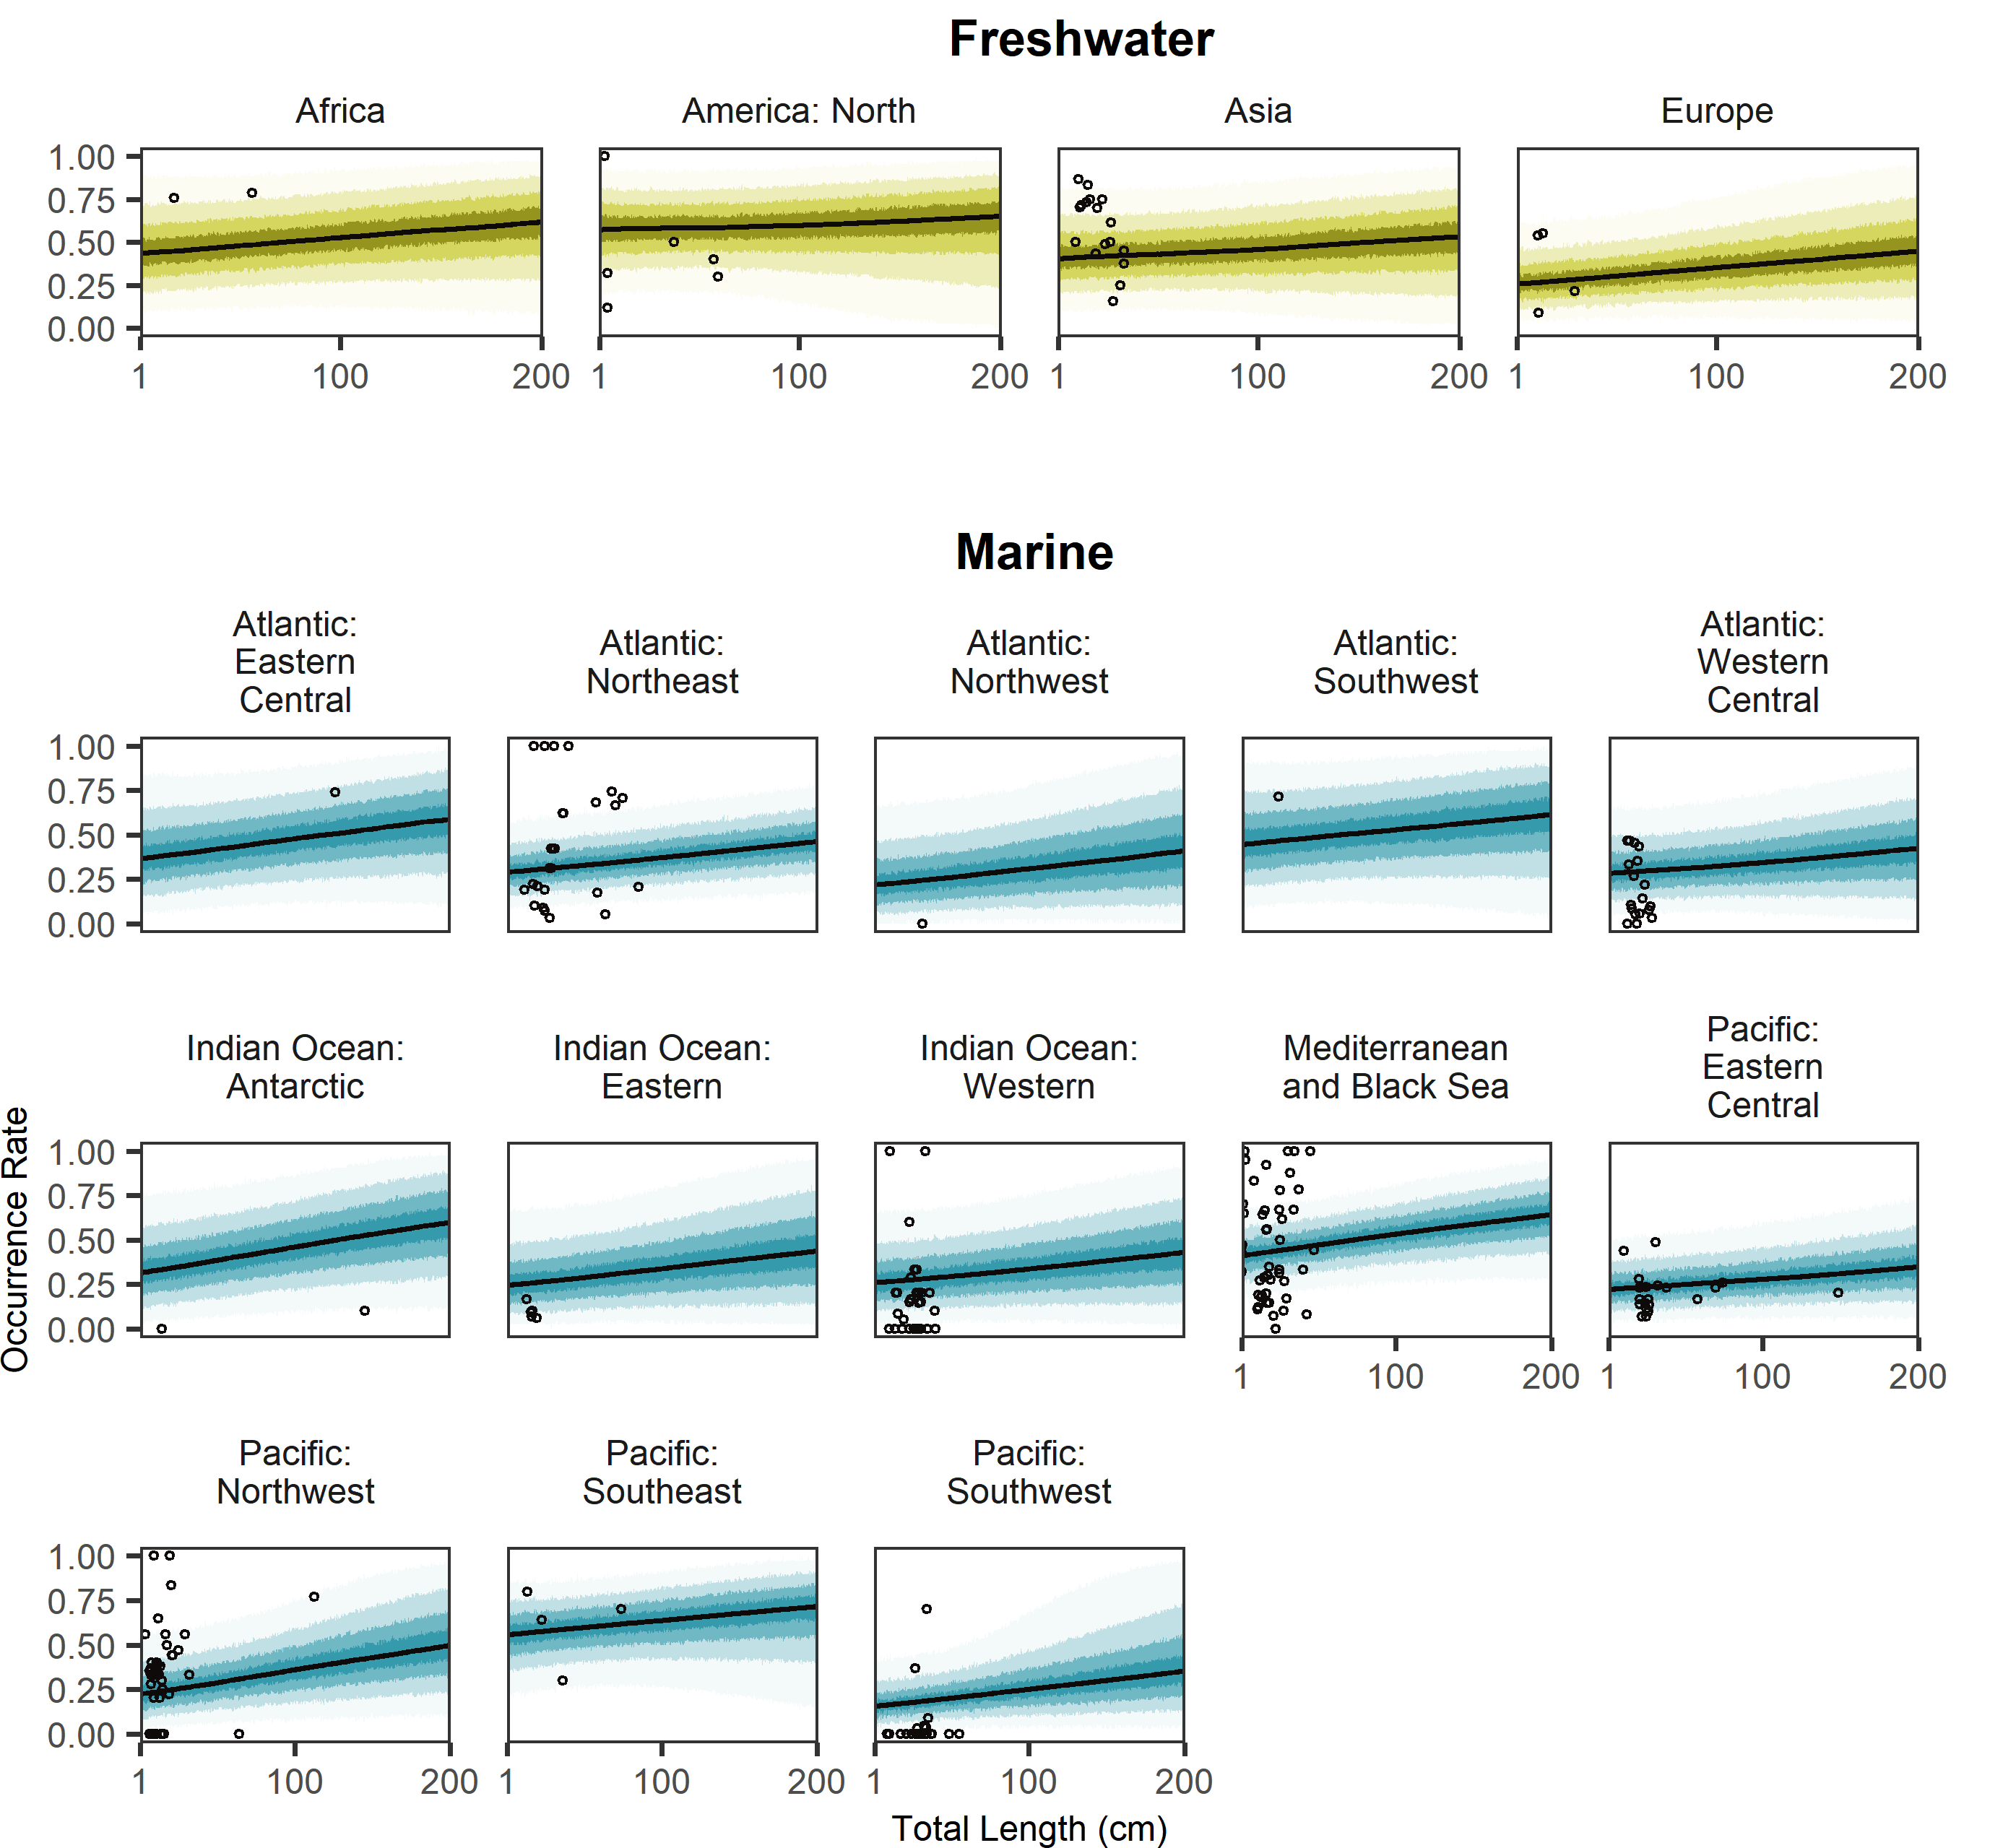 Freshwater
Africa
America: North
Asia
Europe
1.00
0.75
0.50
0.25
0.00
1 100 200 1 100 200 1 100 200 1 100 200
Marine
Atlantic:
Eastern
Central
Atlantic:
Northeast
Atlantic:
Northwest
Atlantic:
Southwest
Atlantic:
Western
Central
1.00
0.75
0.50
0.25
0.00
Indian Ocean:
Antarctic
Indian Ocean:
Eastern
Indian Ocean:
Western
Mediterranean
and Black Sea
Pacific:
Eastern
Central
Occurrence Rate
1.00
0.75
0.50
0.25
0.00
1 100 200 1 100 200
Pacific:
Northwest
Pacific:
Southeast
Pacific:
Southwest
1.00
0.75
0.50
0.25
0.00
1 100 200 1 100 200 1 100 200
Total Length (cm)